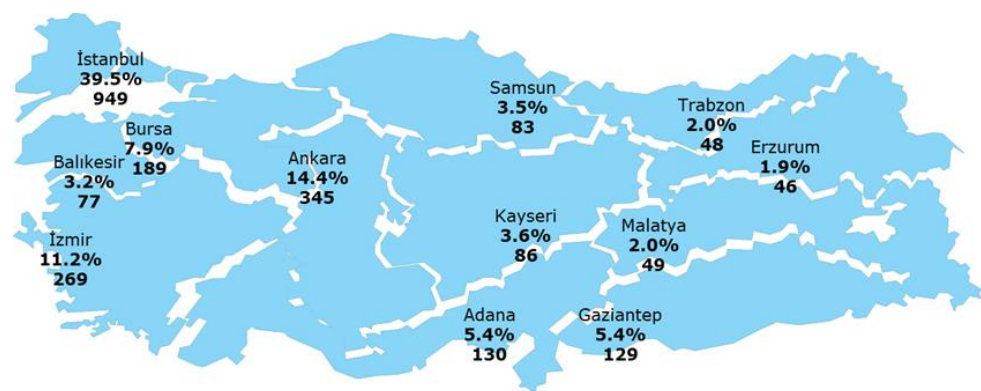 İstanbul
39.5%
949
Bursa
7.9%
189
Balıkesir
3.2%
77
İzmir
11.2%
269
Ankara
14.4%
345
Samsun
3.5%
83
Trabzon
2.0%
48
Erzurum
1.9%
46
Kayseri
3.6%
86
Malatya
2.0%
49
Adana
5.4%
130
Gaziantep
5.4%
129